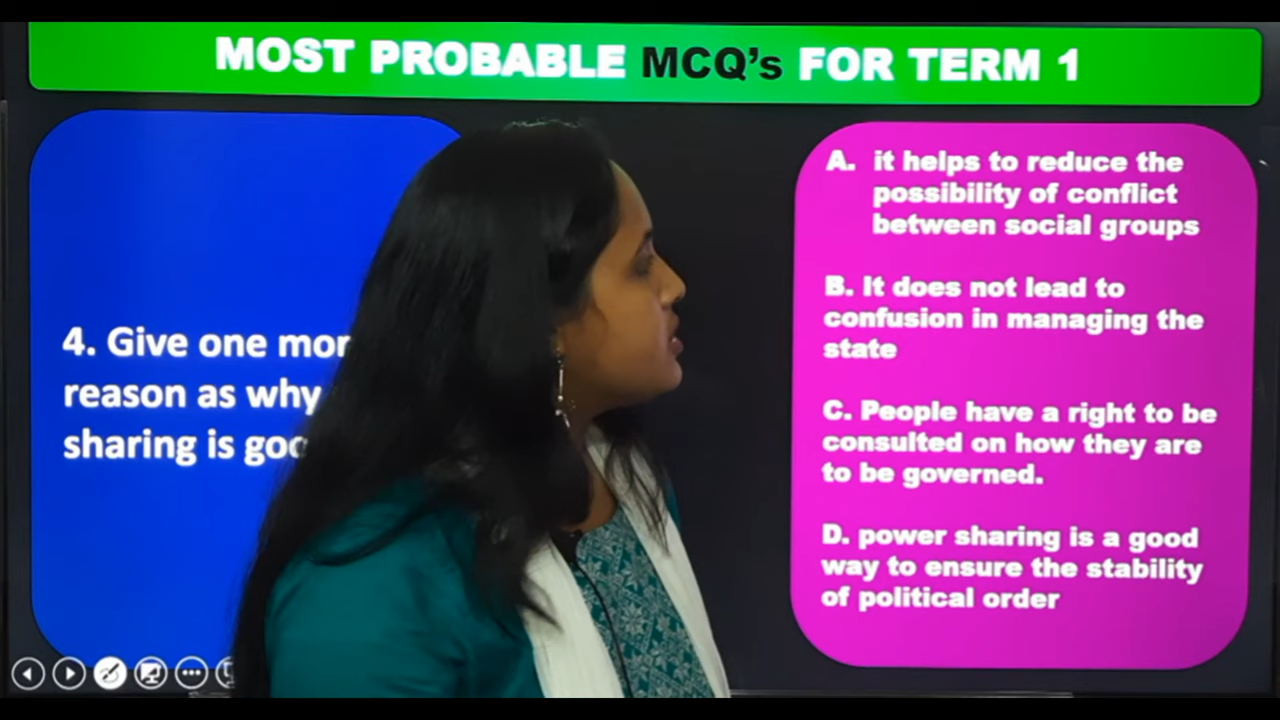 MOST PROBABLE MCQ's FOR TERM 1
4. Give one
reason as why
sharing is
A. it helps to reduce the
possibility of conflict
between social groups
B. It does not lead to
confusion in managing the
state
C. People have a right to be
consulted on how they are
to be governed.
D. power sharing is a good
way to ensure the stability
of political order